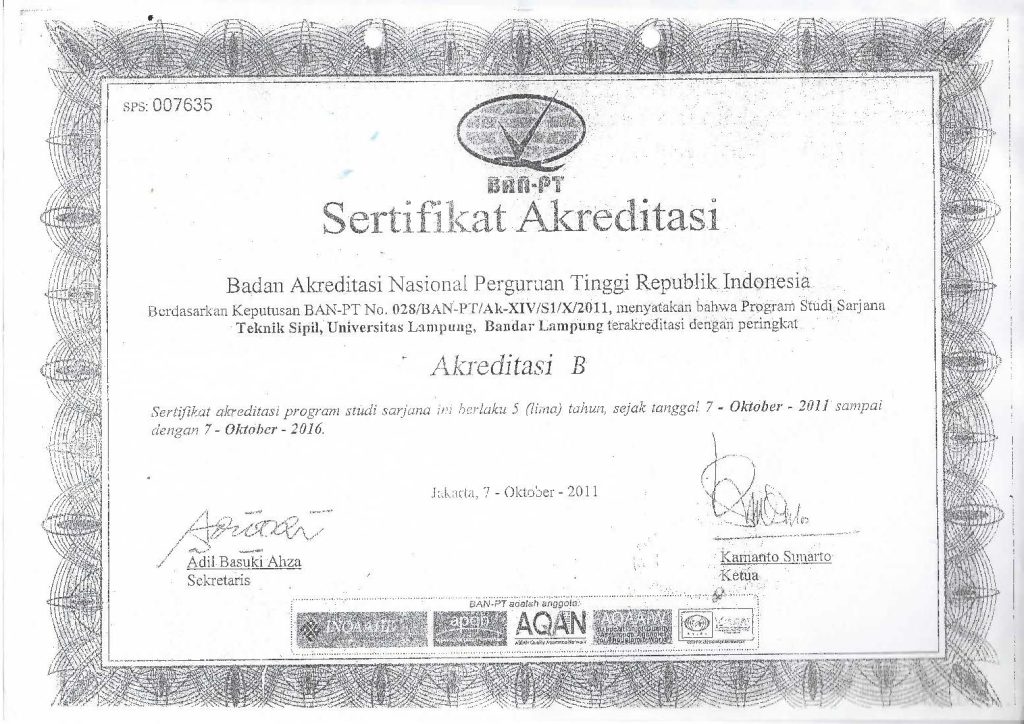 SPS: 007635
BAN-PT
Sertifikat Akreditasi
Badan Akreditasi Nasional Perguruan Tinggi Republik Indonesia
Berdasarkan Keputusan BAN-PT No. 028/BAN-PT/Ak-XIV/S1/X/2011, menyatakan bahwa Program Studi Sarjana
Teknik Sipil, Universitas Lampung, Bandar Lampung terakreditasi dengan peringkat
Akreditasi B
Sertifikat akreditasi program studi sarjana ini berlaku 5 (lima) tahun, sejak tanggal 7 - Oktober - 2011 sampai
dengan 7 - Oktober - 2016.
Jakarta, 7 - Oktober - 2011
Adil Basuki Ahza
Sekretaris
Kamanto Sunarto
Ketua
BAN-PT adalah anggota:
INQAAHE
apqn
AQAN